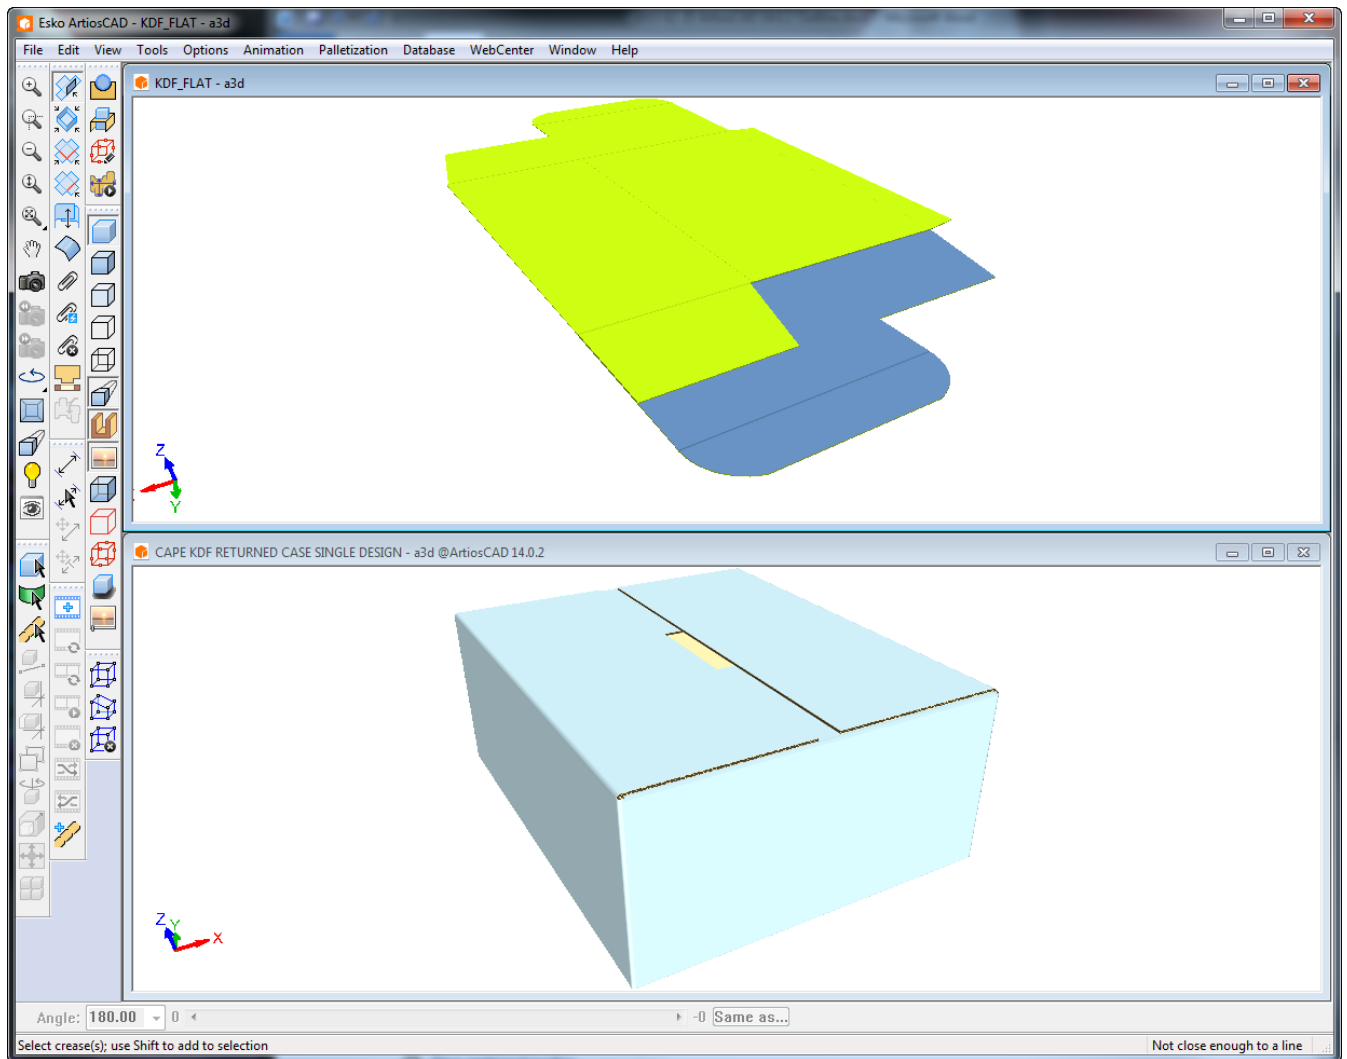 Esko ArtiosCAD - KDF_FLAT - a3d
File Edit View Tools Options Animation Palletization Database WebCenter Window Help
KDF_FLAT - a3d
Z
Y
CAPE KDF RETURNED CASE SINGLE DESIGN - a3d @ArtiosCAD 14.0.2
Z Y
X
Angle: 180.00 0 -0 Same as...
Select crease(s); use Shift to add to selection Not close enough to a line